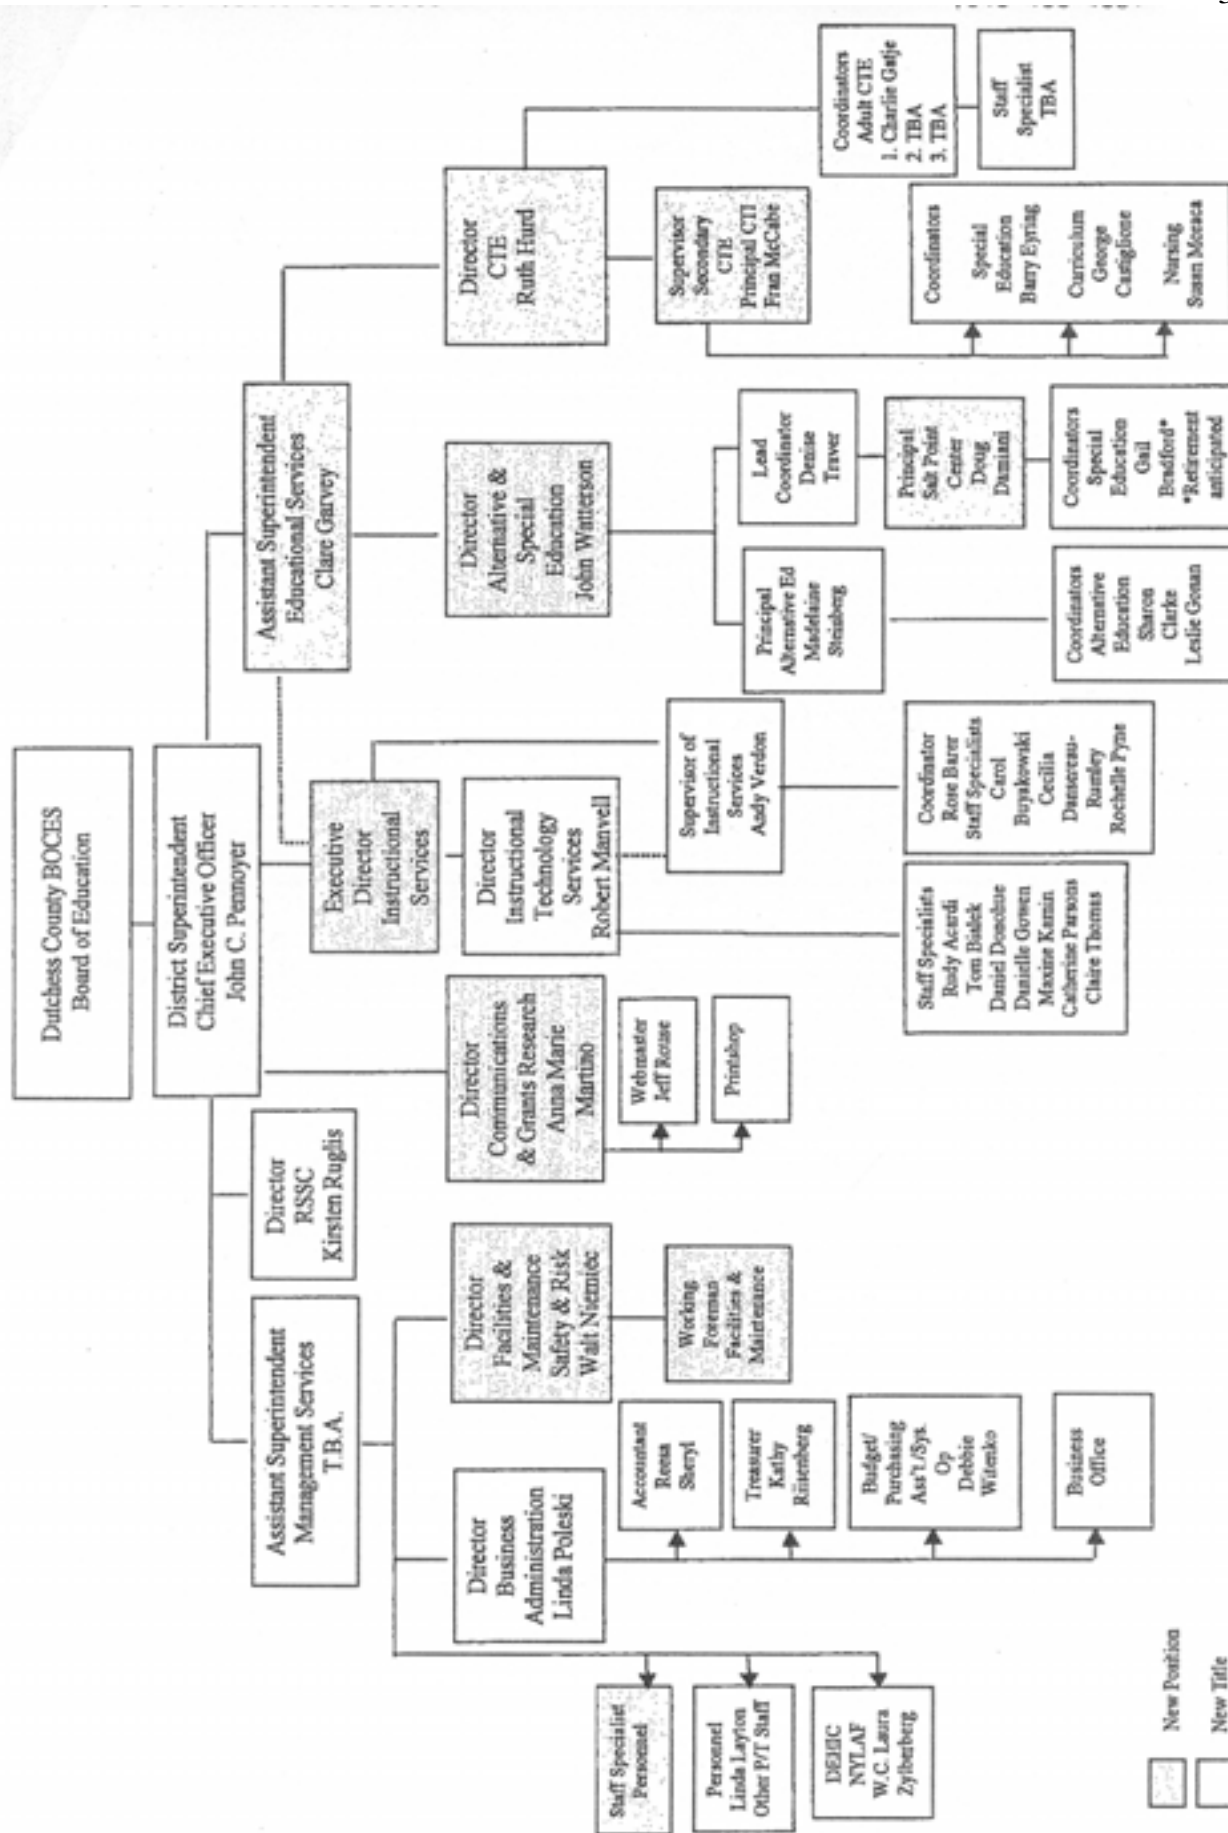 Dutchess County BOCES
Board of Education
District Superintendent
Chief Executive Officer
John C. Pennoyer
Assistant Superintendent
Management Services
T.B.A.
Director
RSSC
Kirsten Ruglis
Assistant Superintendent
Educational Services
Clare Garvey
Executive
Director
Instructional
Services
Director
Business
Administration
Linda Poleski
Director
Facilities &
Maintenance
Safety & Risk
Walt Niemiec
Director
Communications
& Grants Research
Anna Marie
Martino
Director
Instructional
Technology
Services
Robert Manvell
Director
Alternative &
Special
Education
John Watterson
Director
CTE
Ruth Hurd
Staff Specialist
Personnel
Personnel
Linda Layton
Other P/T Staff
DEHIC
NYLAF
W.C. Laura
Zylberberg
Accountant
Reesa
Sheryl
Treasurer
Kathy
Riisenberg
Budget/
Purchasing
Ass't./Sys.
Op
Debbie
Witenko
Business
Office
Working
Foreman
Facilities &
Maintenance
Webmaster
Jeff Rouse
Printshop
Supervisor of
Instructional
Services
Andy Verdon
Staff Specialists
Rudy Acardi
Tom Bialek
Daniel Donohue
Danielle Gowen
Maxine Kamin
Catherine Parsons
Claire Thomas
Coordinator
Rose Barer
Staff Specialists
Carol
Buyakowski
Cecilia
Dansereau-
Rumley
Rochelle Pyne
Principal
Alternative Ed
Madelaine
Steinberg
Coordinators
Alternative
Education
Sharon
Clarke
Leslie Gonan
Lead
Coordinator
Denise
Traver
Principal
Salt Point
Center
Doug
Damiani
Coordinators
Special
Education
Gail
Bradford*
*Retirement
anticipated
Supervisor
Secondary
CTE
Principal CTI
Fran McCabe
Coordinators
Special
Education
Barry Eyring
Curriculum
George
Castiglione
Nursing
Susan Moraca
Coordinators
Adult CTE
1. Charlie Gatje
2. TBA
3. TBA
Staff
Specialist
TBA
New Position
New Title